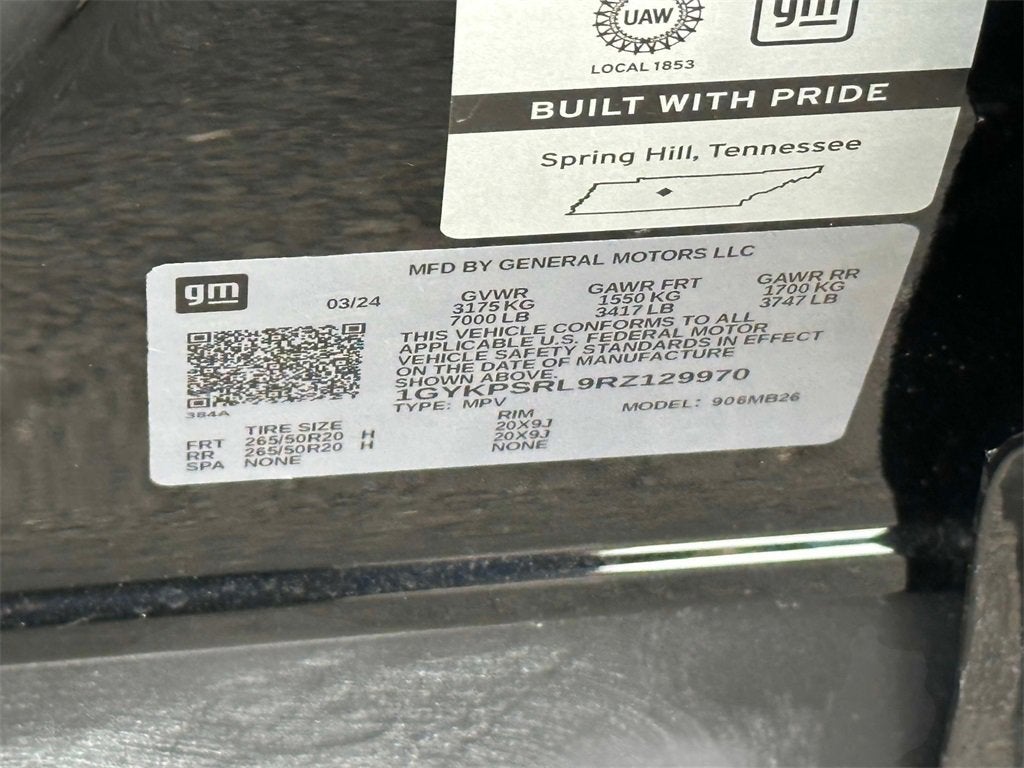 UAW
gm
LOCAL 1853
BUILT WITH PRIDE
Spring Hill, Tennessee
gm
MFD BY GENERAL MOTORS LLC
03/24
GVWR GAWR FRT GAWR RR
3175 KG 1550 KG 1700 KG
7000 LB 3417 LB 3747 LB
THIS VEHICLE CONFORMS TO ALL
APPLICABLE U.S. FEDERAL MOTOR
VEHICLE SAFETY STANDARDS IN EFFECT
ON THE DATE OF MANUFACTURE
SHOWN ABOVE.
1GYKPSRL9RZ129970
TYPE: MPV MODEL: 906MB26
384A
TIRE SIZE RIM
FRT 265/50R20 H 20X9J
RR 265/50R20 H 20X9J
SPA NONE NONE